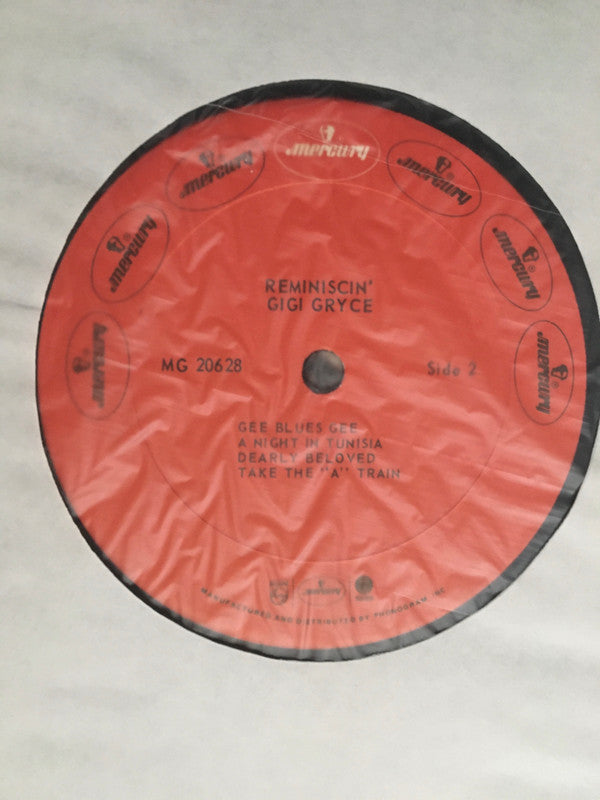 mercury
mercury
mercury
mercury
mercury
mercury
mercury
REMINISCIN'
GIGI GRYCE
MG 20628
Side 2
GEE BLUES GEE
A NIGHT IN TUNISIA
DEARLY BELOVED
TAKE THE "A" TRAIN
mercury
MANUFACTURED AND DISTRIBUTED BY PHONOGRAM, INC